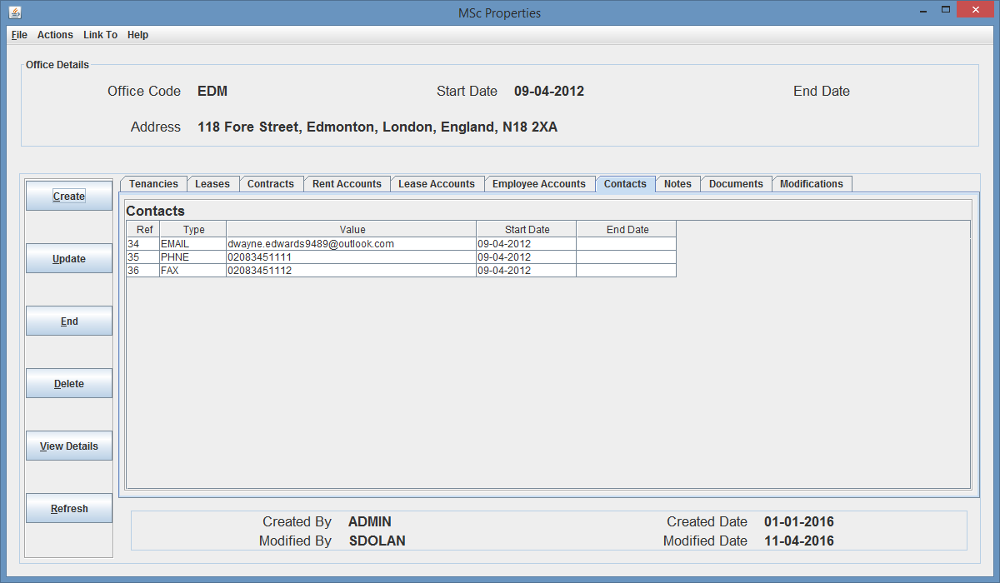 MSc Properties
File Actions Link To Help
Office Details
Office Code EDM Start Date 09-04-2012 End Date
Address 118 Fore Street, Edmonton, London, England, N18 2XA
Create
Update
End
Delete
View Details
Refresh
Tenancies Leases Contracts Rent Accounts Lease Accounts Employee Accounts Contacts Notes Documents Modifications
Contacts
Ref Type Value Start Date End Date
34 EMAIL dwayne.edwards9489@outlook.com 09-04-2012
35 PHNE 02083451111 09-04-2012
36 FAX 02083451112 09-04-2012
Created By ADMIN Created Date 01-01-2016
Modified By SDOLAN Modified Date 11-04-2016